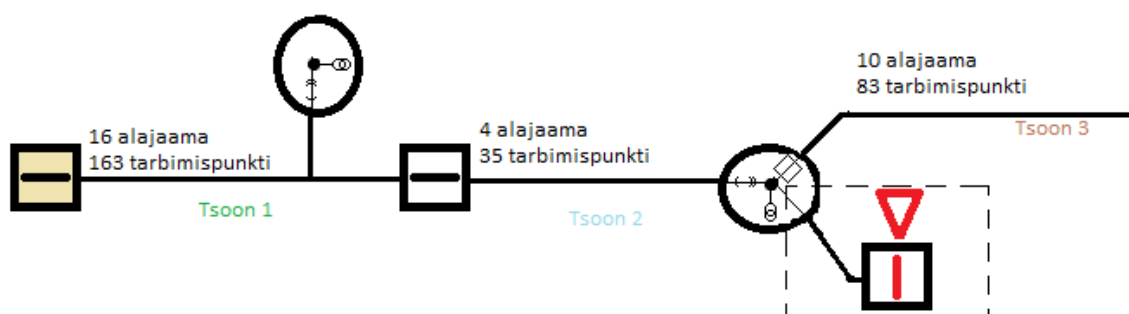 16 alajaama
163 tarbimispunkti
Tsoon 1
4 alajaama
35 tarbimispunkti
Tsoon 2
10 alajaama
83 tarbimispunkti
Tsoon 3